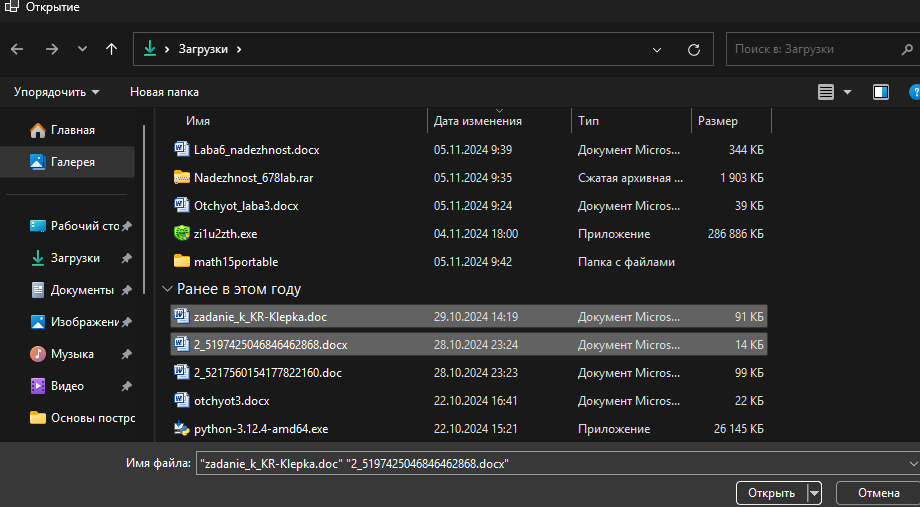 Открытие
Загрузки
Поиск в: Загрузки
Упорядочить Новая папка
Имя Дата изменения Тип Размер
Главная
Галерея
Рабочий сто
Загрузки
Документы
Изображени
Музыка
Видео
Основы постро
Laba6_nadezhnost.docx 05.11.2024 9:39 Документ Micros... 344 КБ
Nadezhnost_678lab.rar 05.11.2024 9:35 Сжатая архивная ... 1 903 КБ
Otchyot_laba3.docx 05.11.2024 9:24 Документ Micros... 39 КБ
zi1u2zth.exe 04.11.2024 18:00 Приложение 286 886 КБ
math15portable 05.11.2024 9:42 Папка с файлами
Ранее в этом году
zadanie_k_KR-Klepka.doc 29.10.2024 14:19 Документ Micros... 91 КБ
2_5197425046846462868.docx 28.10.2024 23:24 Документ Micros... 14 КБ
2_5217560154177822160.doc 28.10.2024 23:23 Документ Micros... 99 КБ
otchyot3.docx 22.10.2024 16:41 Документ Micros... 22 КБ
python-3.12.4-amd64.exe 22.10.2024 15:21 Приложение 26 145 КБ
Имя файла: "zadanie_k_KR-Klepka.doc" "2_5197425046846462868.docx"
Открыть Отмена